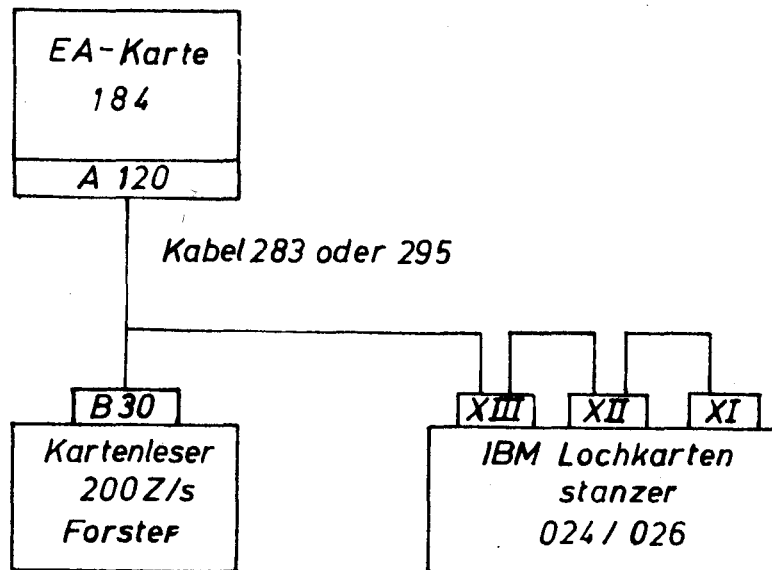 EA-Karte
184
A 120
Kabel 283 oder 295
B 30
XIII
XII
XI
Kartenleser
200 Z/s
Forster
IBM Lochkarten
stanzer
024 / 026